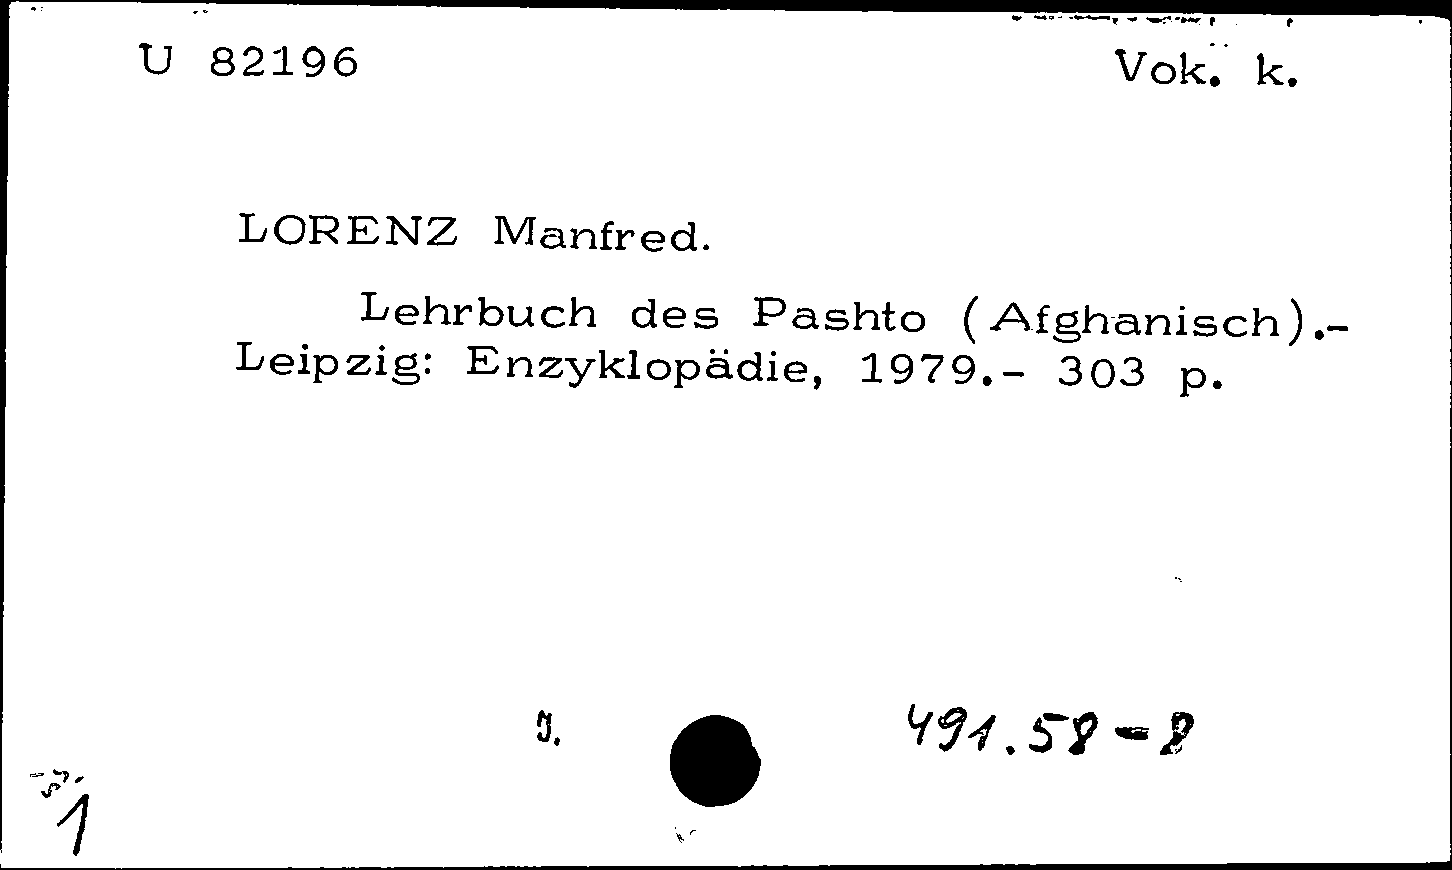 U 82196 Vok. k.
LORENZ Manfred.
Lehrbuch des Pashto (Afghanisch).-
Leipzig: Enzyklopädie, 1979.- 303 p.
J. 491.58-8
1